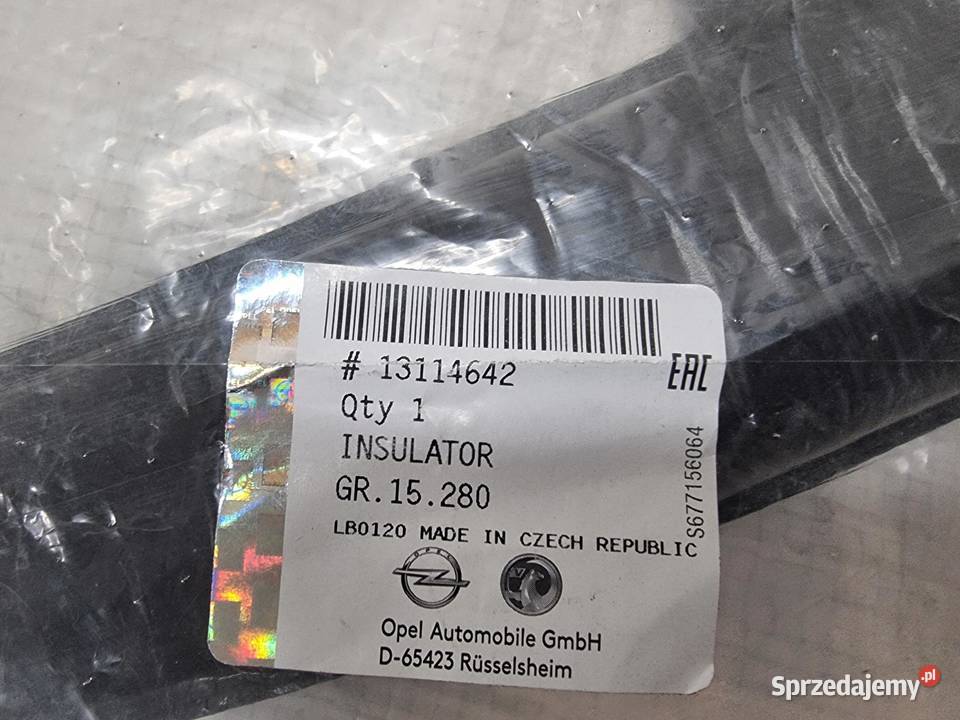 # 13114642
EAC
Qty 1
INSULATOR
GR.15.280
S677156064
LB0120 MADE IN CZECH REPUBLIC
OPEL
Opel Automobile GmbH
D-65423 Rüsselsheim
Sprzedajemy.pl